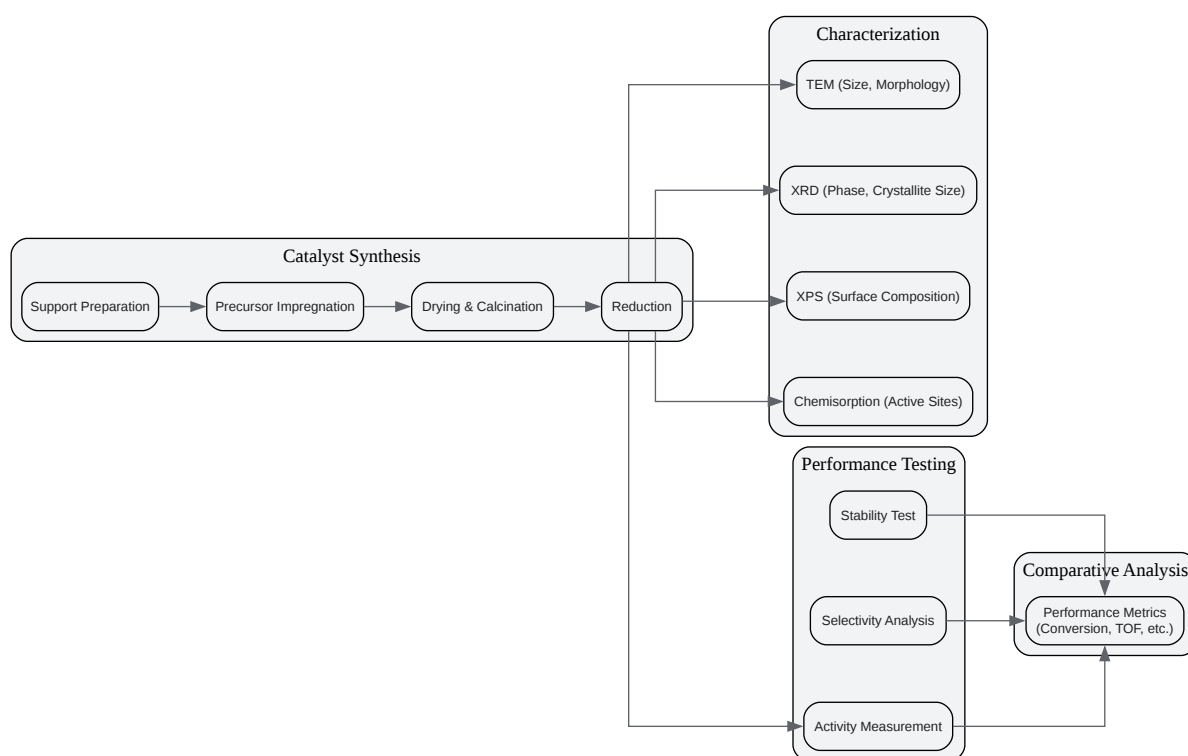 Characterization
TEM (Size, Morphology)
XRD (Phase, Crystallite Size)
XPS (Surface Composition)
Chemisorption (Active Sites)
Catalyst Synthesis
Support Preparation
Precursor Impregnation
Drying & Calcination
Reduction
Performance Testing
Stability Test
Selectivity Analysis
Activity Measurement
Comparative Analysis
Performance Metrics
(Conversion, TOF, etc.)